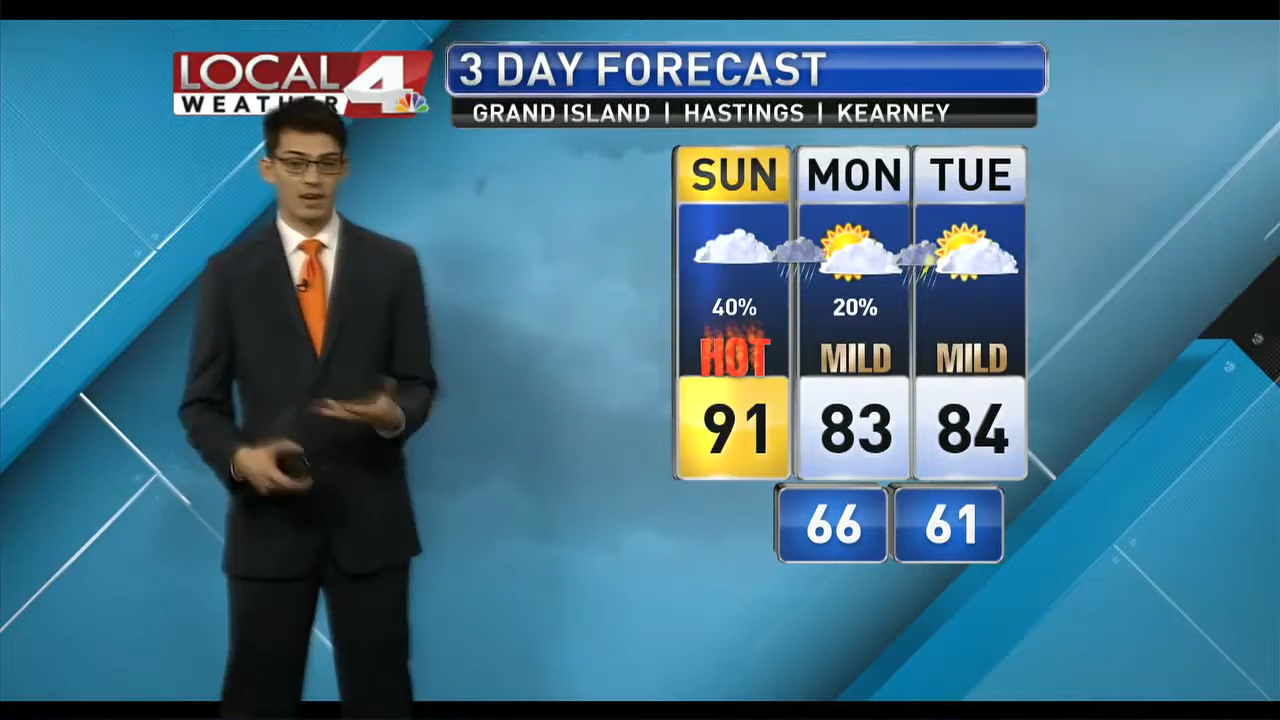 LOCAL 4
WEATHER
3 DAY FORECAST
GRAND ISLAND | HASTINGS | KEARNEY
SUN MON TUE
40% 20%
HOT MILD MILD
91 83 84
66 61